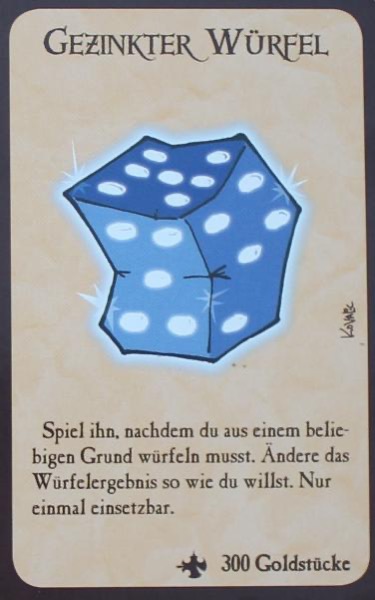 Gezinkter Würfel
Kovalic
Spiel ihn, nachdem du aus einem belie-
bigen Grund würfeln musst. Ändere das
Würfelergebnis so wie du willst. Nur
einmal einsetzbar.
300 Goldstücke